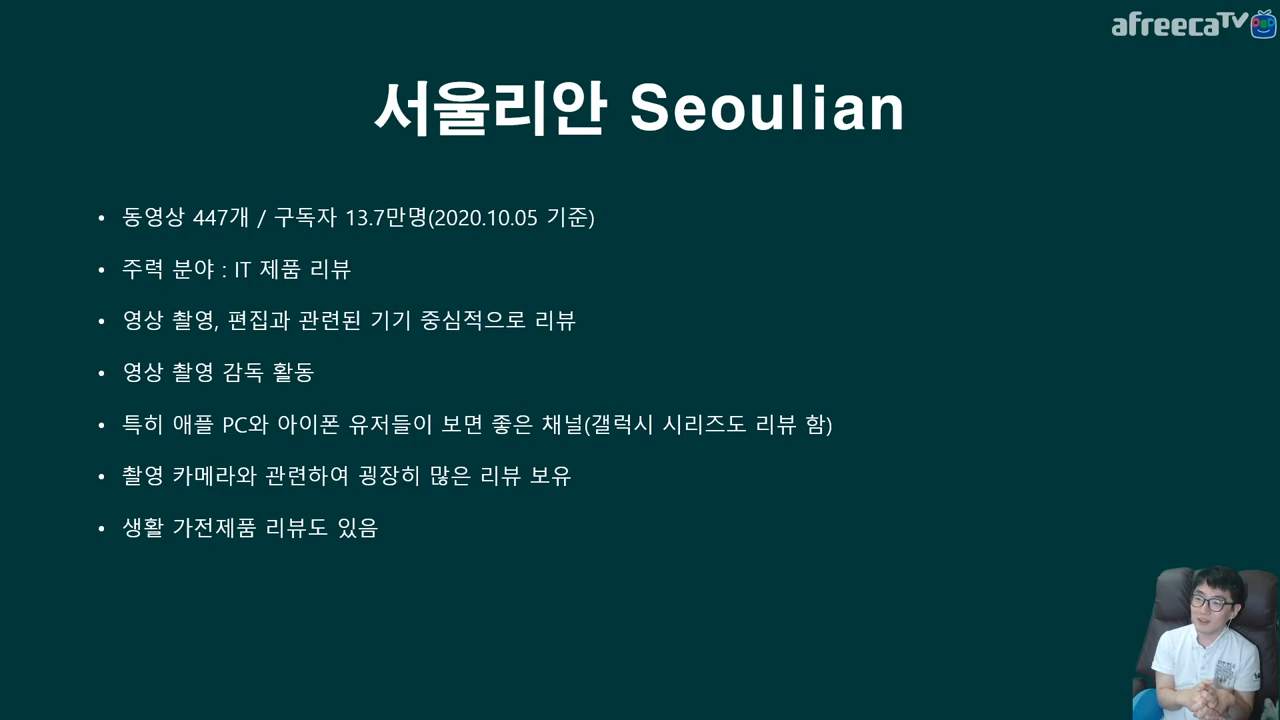 afreecaTV
서울리안 Seoulian
• 동영상 447개 / 구독자 13.7만명(2020.10.05 기준)
• 주력 분야 : IT 제품 리뷰
• 영상 촬영, 편집과 관련된 기기 중심적으로 리뷰
• 영상 촬영 감독 활동
• 특히 애플 PC와 아이폰 유저들이 보면 좋은 채널(갤럭시 시리즈도 리뷰 함)
• 촬영 카메라와 관련하여 굉장히 많은 리뷰 보유
• 생활 가전제품 리뷰도 있음